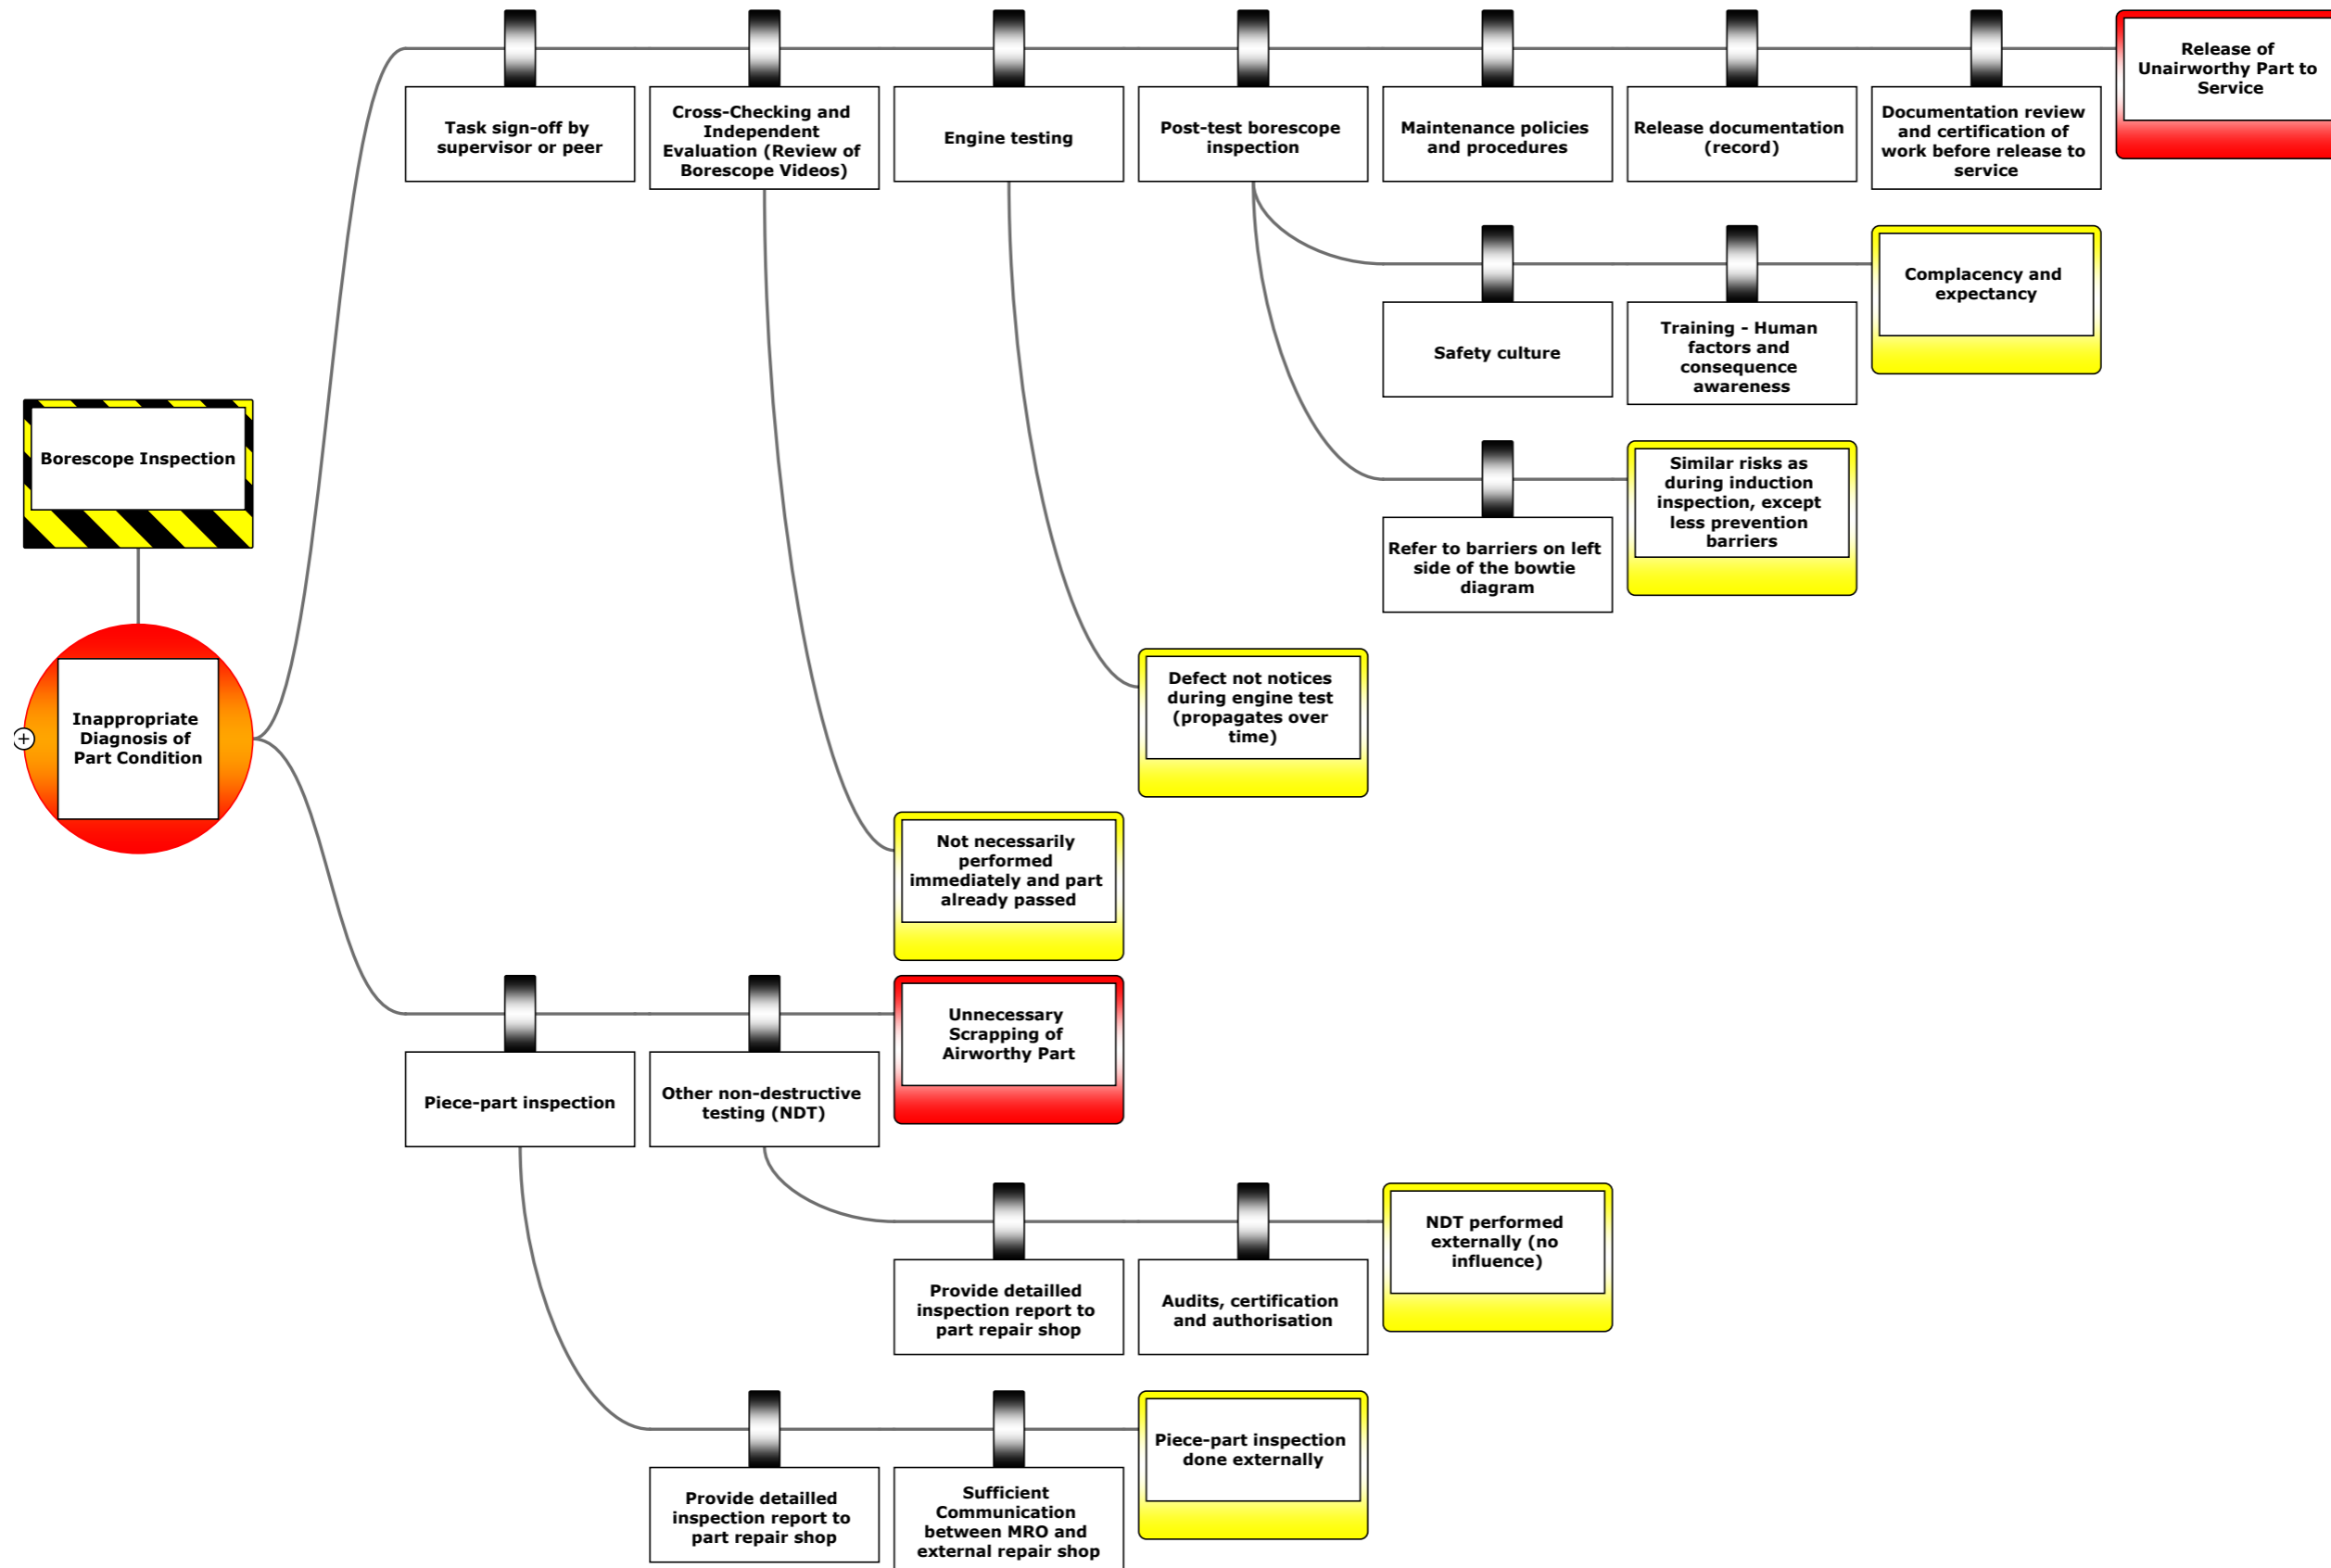 Release of
Unairworthy Part to
Service
Task sign-off by
supervisor or peer
Cross-Checking and
Independent
Evaluation (Review of
Borescope Videos)
Engine testing
Post-test borescope
inspection
Maintenance policies
and procedures
Release documentation
(record)
Documentation review
and certification of
work before release to
service
Complacency and
expectancy
Safety culture
Training - Human
factors and
consequence
awareness
Borescope Inspection
Similar risks as
during induction
inspection, except
less prevention
barriers
Refer to barriers on left
side of the bowtie
diagram
Inappropriate
Diagnosis of
Part Condition
Defect not notices
during engine test
(propagates over
time)
Not necessarily
performed
immediately and part
already passed
Unnecessary
Scrapping of
Airworthy Part
Piece-part inspection
Other non-destructive
testing (NDT)
NDT performed
externally (no
influence)
Provide detailled
inspection report to
part repair shop
Audits, certification
and authorisation
Piece-part inspection
done externally
Provide detailled
inspection report to
part repair shop
Sufficient
Communication
between MRO and
external repair shop